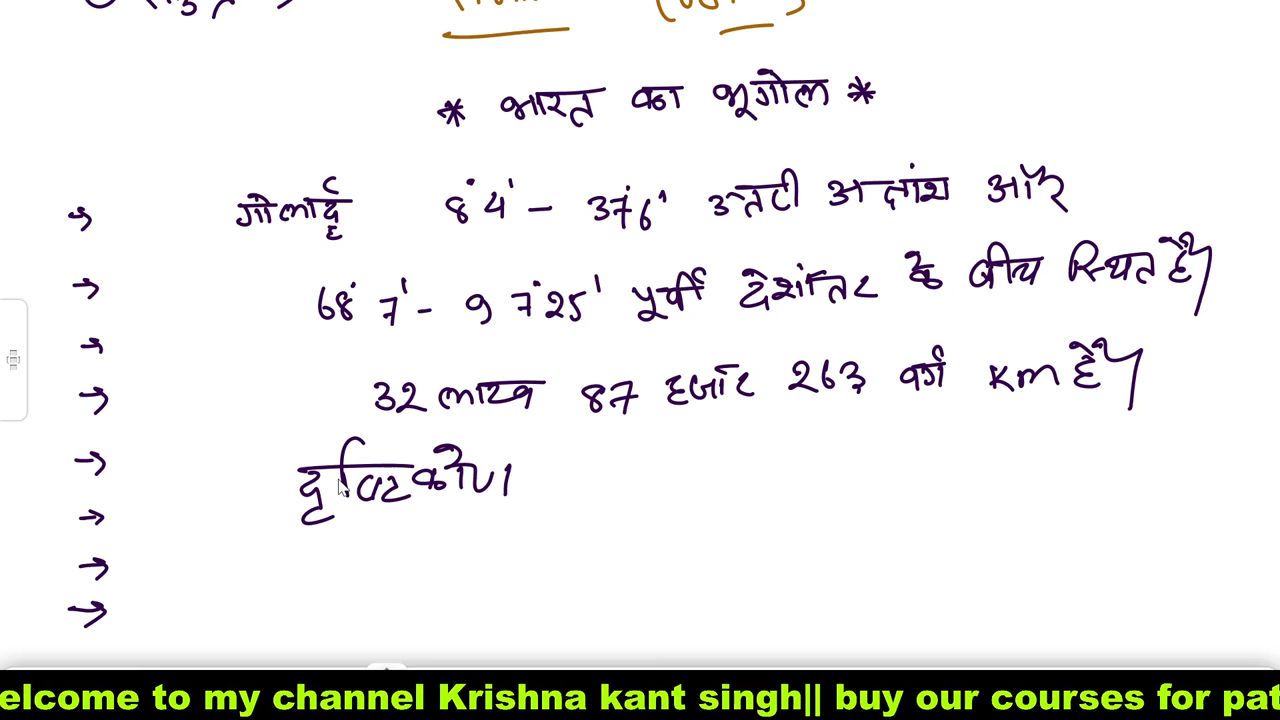 * भारत का भूगोल *
→ गोलार्द्ध 8°4' - 37°6' उत्तरी अक्षांश और
→ 68°7' - 97°25' पूर्वी देशांतर के बीच स्थित है।
→
→ 32 लाख 87 हजार 263 वर्ग km है।
→ दृष्टिकोण
→
→
→
elcome to my channel Krishna kant singh|| buy our courses for pat